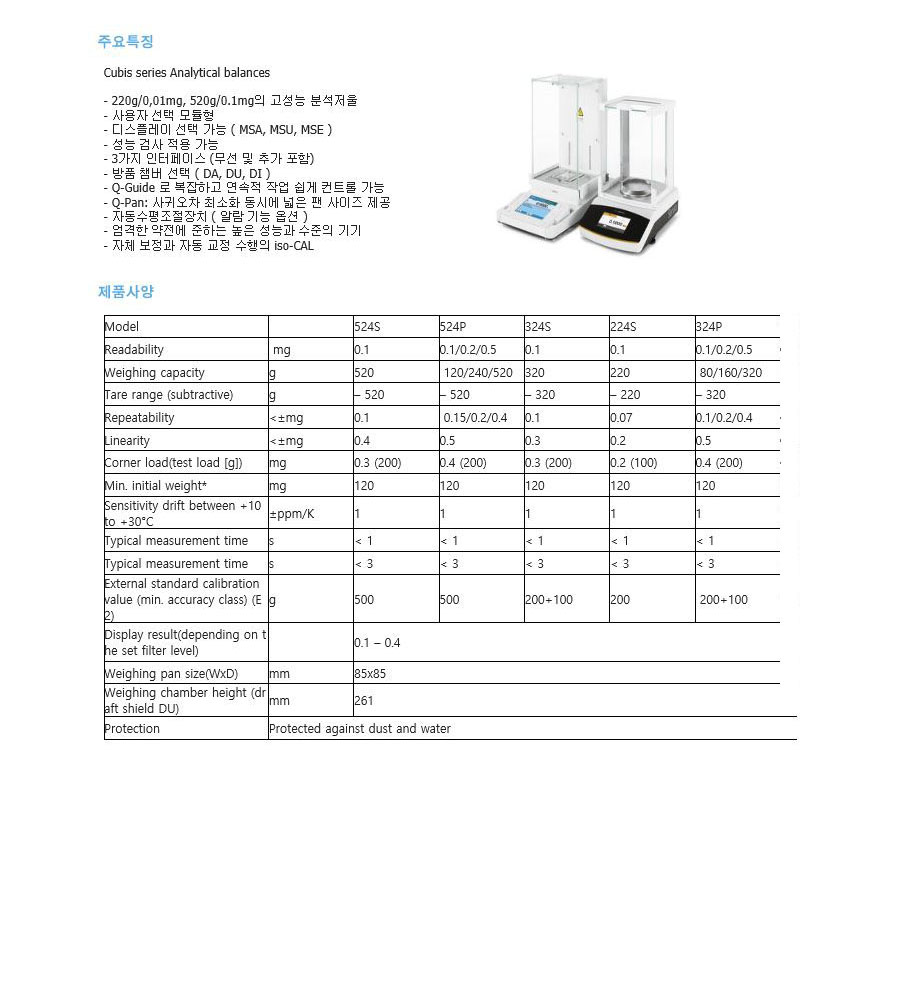 주요특징
Cubis series Analytical balances
- 220g/0,01mg, 520g/0.1mg의 고성능 분석저울
- 사용자 선택 모듈형
- 디스플레이 선택 가능 ( MSA, MSU, MSE )
- 성능 검사 적용 가능
- 3가지 인터페이스 (무선 및 추가 포함)
- 방품 챔버 선택 ( DA, DU, DI )
- Q-Guide 로 복잡하고 연속적 작업 쉽게 컨트롤 가능
- Q-Pan: 사귀오차 최소화 동시에 넓은 팬 사이즈 제공
- 자동수평조절장치 ( 알람 기능 옵션 )
- 엄격한 약전에 준하는 높은 성능과 수준의 기기
- 자체 보정과 자동 교정 수행의 iso-CAL
제품사양
Model 524S 524P 324S 224S 324P
Readability mg 0.1 0.1/0.2/0.5 0.1 0.1 0.1/0.2/0.5
Weighing capacity g 520 120/240/520 320 220 80/160/320
Tare range (subtractive) g – 520 – 520 – 320 – 220 – 320
Repeatability <±mg 0.1 0.15/0.2/0.4 0.1 0.07 0.1/0.2/0.4
Linearity <±mg 0.4 0.5 0.3 0.2 0.5
Corner load(test load [g]) mg 0.3 (200) 0.4 (200) 0.3 (200) 0.2 (100) 0.4 (200)
Min. initial weight* mg 120 120 120 120 120
Sensitivity drift between +10
to +30°C ±ppm/K 1 1 1 1 1
Typical measurement time s < 1 < 1 < 1 < 1 < 1
Typical measurement time s < 3 < 3 < 3 < 3 < 3
External standard calibration
value (min. accuracy class) (E g 500 500 200+100 200 200+100
2)
Display result(depending on t
he set filter level) 0.1 – 0.4
Weighing pan size(WxD) mm 85x85
Weighing chamber height (dr
aft shield DU) mm 261
Protection Protected against dust and water